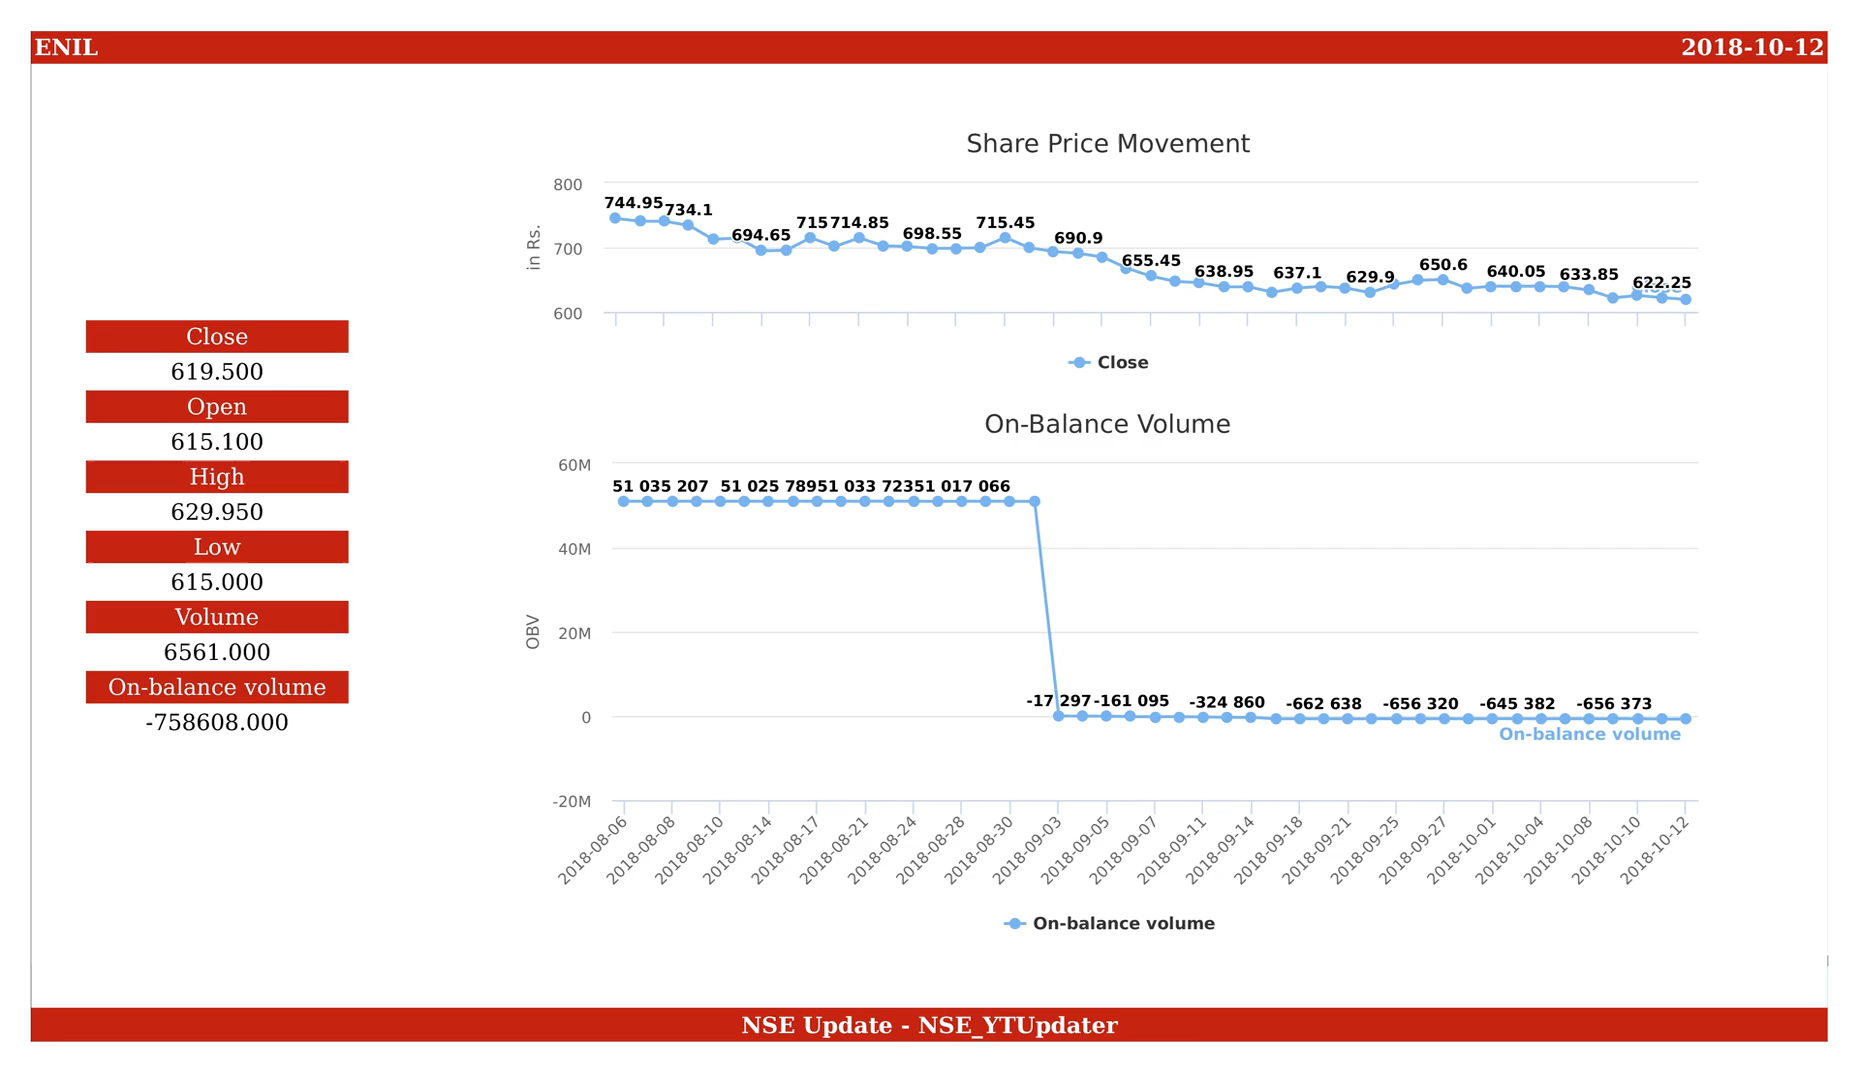 ENIL
2018-10-12
Close
619.500
Open
615.100
High
629.950
Low
615.000
Volume
6561.000
On-balance volume
-758608.000
Share Price Movement
in Rs.
800
700
600
744.95 734.1 694.65 715 714.85 698.55 715.45 690.9 655.45 638.95 637.1 629.9 650.6 640.05 633.85 622.25
Close
On-Balance Volume
OBV
60M
40M
20M
0
-20M
51 035 207 51 025 789 51 033 723 51 017 066
-17 297 -161 095 -324 860 -662 638 -656 320 -645 382 -656 373
On-balance volume
2018-08-06 2018-08-08 2018-08-10 2018-08-14 2018-08-17 2018-08-21 2018-08-24 2018-08-28 2018-08-30 2018-09-03 2018-09-05 2018-09-07 2018-09-11 2018-09-14 2018-09-18 2018-09-21 2018-09-25 2018-09-27 2018-10-01 2018-10-04 2018-10-08 2018-10-10 2018-10-12
On-balance volume
NSE Update - NSE_YTUpdater